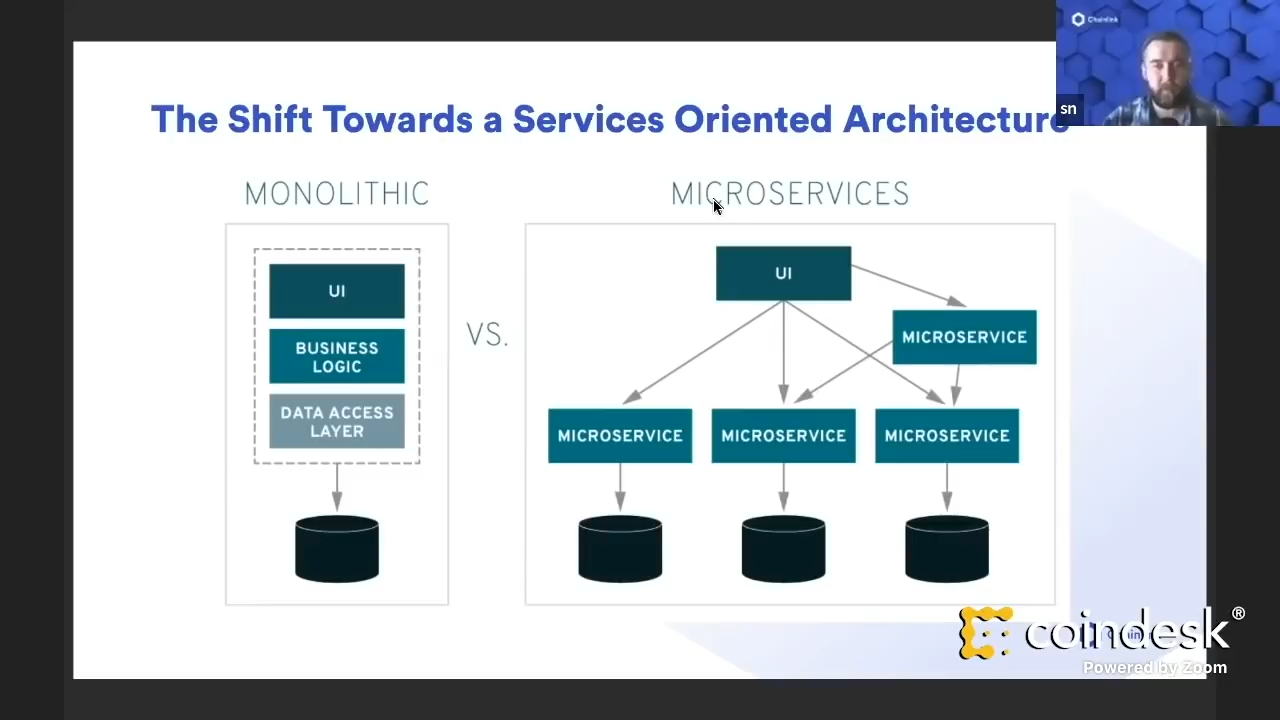 Chainlink
sn
The Shift Towards a Services Oriented Architecture
MONOLITHIC
MICROSERVICES
UI
BUSINESS
LOGIC
DATA ACCESS
LAYER
VS.
UI
MICROSERVICE
MICROSERVICE
MICROSERVICE
MICROSERVICE
coindesk®
Powered by Zoom